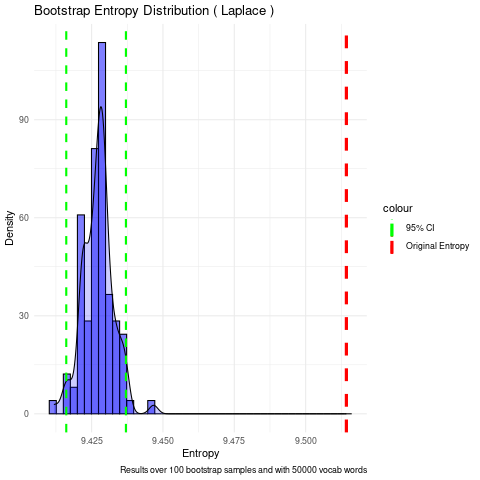 Bootstrap Entropy Distribution ( Laplace )
Density
90
60
30
0
9.425
9.450
9.475
9.500
Entropy
colour
95% CI
Original Entropy
Results over 100 bootstrap samples and with 50000 vocab words